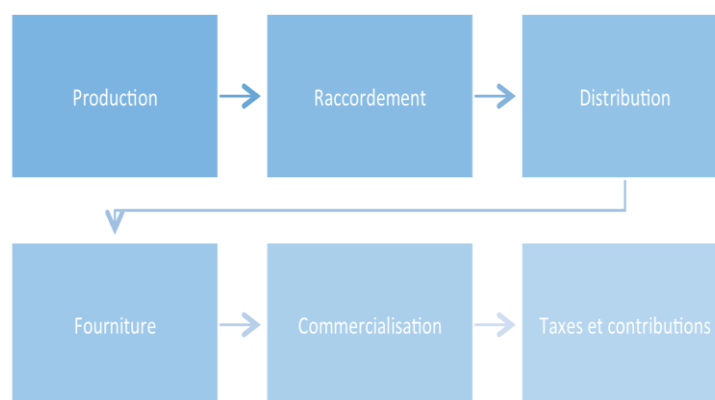 Production
Raccordement
Distribution
Fourniture
Commercialisation
Taxes et contributions